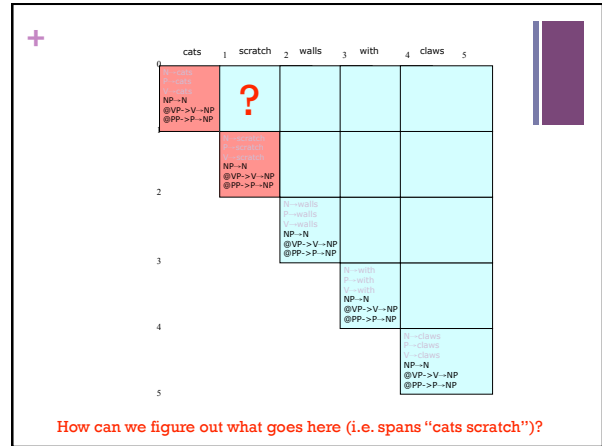 +
cats 1 scratch 2 walls 3 with 4 claws 5
0
N→cats
P→cats
V→cats
NP→N
@VP->V→NP
@PP->P→NP
?
1
N→scratch
P→scratch
V→scratch
NP→N
@VP->V→NP
@PP->P→NP
2
N→walls
P→walls
V→walls
NP→N
@VP->V→NP
@PP->P→NP
3
N→with
P→with
V→with
NP→N
@VP->V→NP
@PP->P→NP
4
N→claws
P→claws
V→claws
NP→N
@VP->V→NP
@PP->P→NP
5
How can we figure out what goes here (i.e. spans “cats scratch”)?